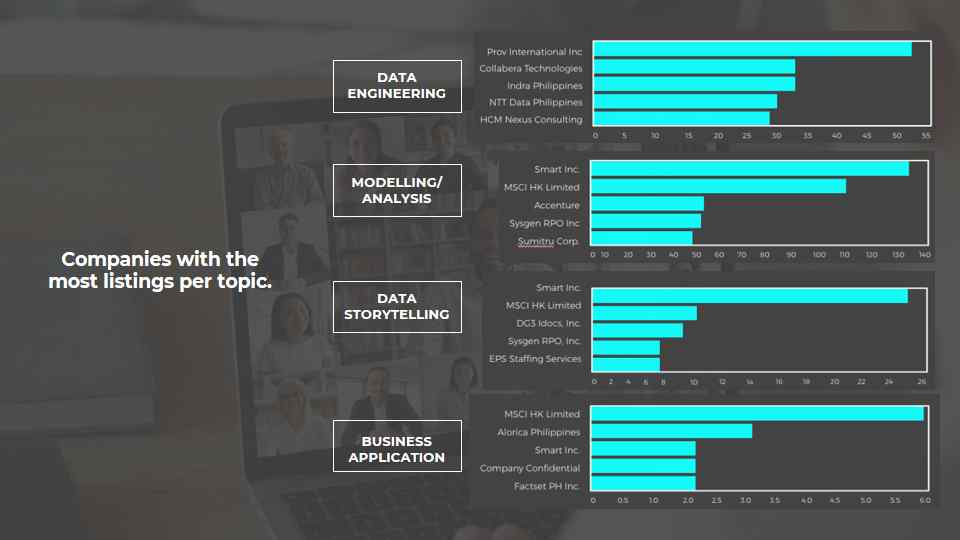 Companies with the
most listings per topic.
DATA
ENGINEERING
Prov International Inc
Collabera Technologies
Indra Philippines
NTT Data Philippines
HCM Nexus Consulting
0 5 10 15 20 25 30 35 40 45 50 55
MODELLING/
ANALYSIS
Smart Inc.
MSCI HK Limited
Accenture
Sysgen RPO Inc
Sumitru Corp.
0 10 20 30 40 50 60 70 80 90 100 110 120 130 140
DATA
STORYTELLING
Smart Inc.
MSCI HK Limited
DG3 Idocs, Inc.
Sysgen RPO, Inc.
EPS Staffing Services
0 2 4 6 8 10 12 14 16 18 20 22 24 26
BUSINESS
APPLICATION
MSCI HK Limited
Alorica Philippines
Smart Inc.
Company Confidential
Factset PH Inc.
0 0.5 1.0 2.0 2.5 3.0 3.5 4.0 4.5 5.0 5.5 6.0